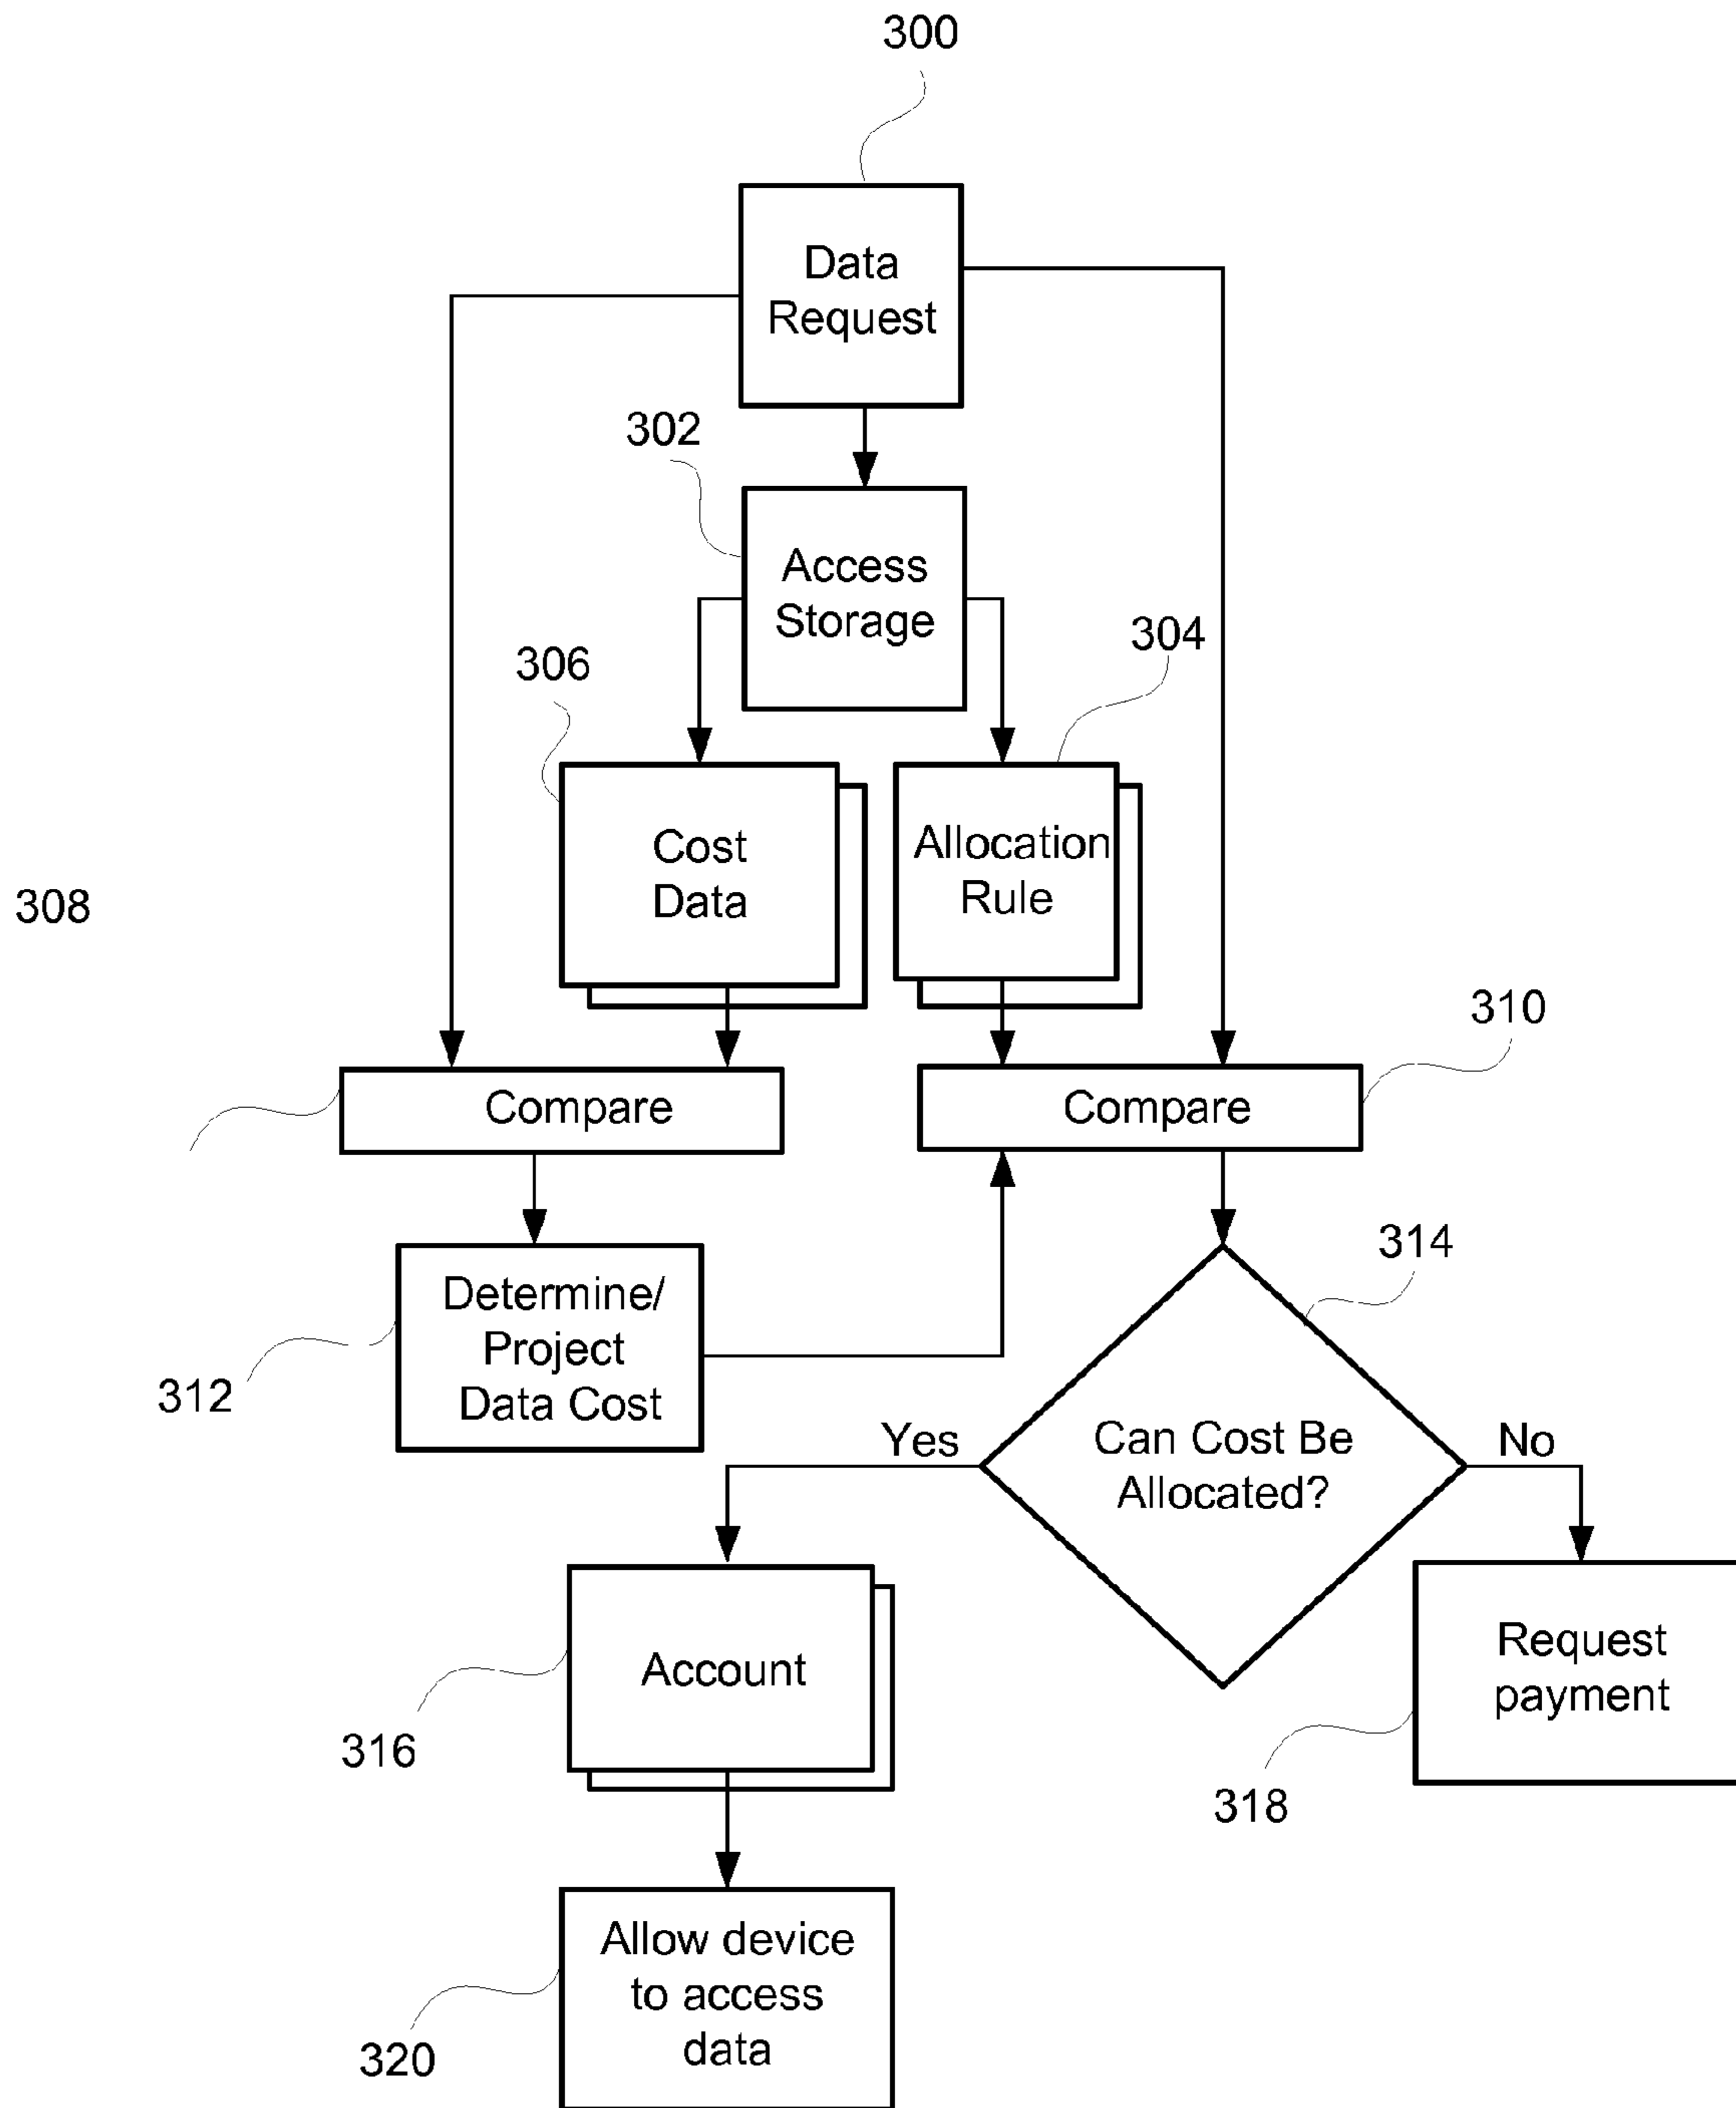 300
Data
Request
302
Access
Storage
304
306
Cost
Data
Allocation
Rule
308
310
Compare
Compare
314
Determine/
Project
Data Cost
312
Yes
Can Cost Be
Allocated?
No
Account
Request
payment
316
318
Allow device
to access
data
320